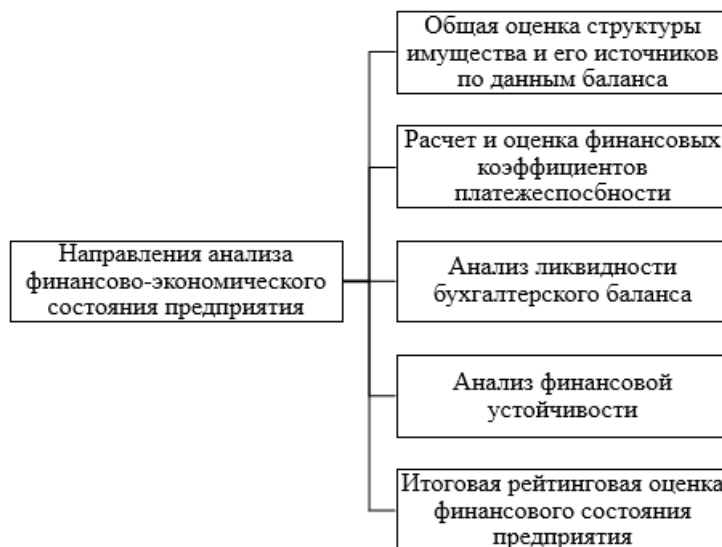 Общая оценка структуры
имущества и его источников
по данным баланса
Расчет и оценка финансовых
коэффициентов
платежеспосбности
Направления анализа
финансово-экономического
состояния предприятия
Анализ ликвидности
бухгалтерского баланса
Анализ финансовой
устойчивости
Итоговая рейтинговая оценка
финансового состояния
предприятия